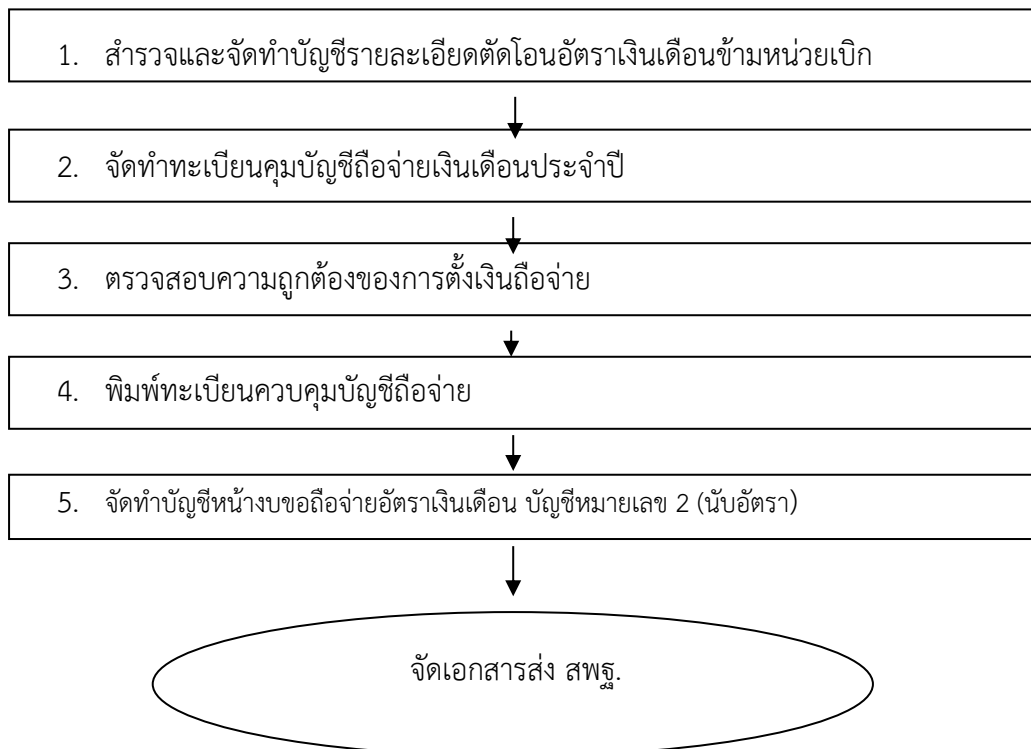 1. สำรวจและจัดทำบัญชีรายละเอียดตัดโอนอัตราเงินเดือนข้ามหน่วยเบิก
2. จัดทำทะเบียนคุมบัญชีถือจ่ายเงินเดือนประจำปี
3. ตรวจสอบความถูกต้องของการตั้งเงินถือจ่าย
4. พิมพ์ทะเบียนควบคุมบัญชีถือจ่าย
5. จัดทำบัญชีหน้างบขอถือจ่ายอัตราเงินเดือน บัญชีหมายเลข 2 (นับอัตรา)
จัดเอกสารส่ง สพฐ.